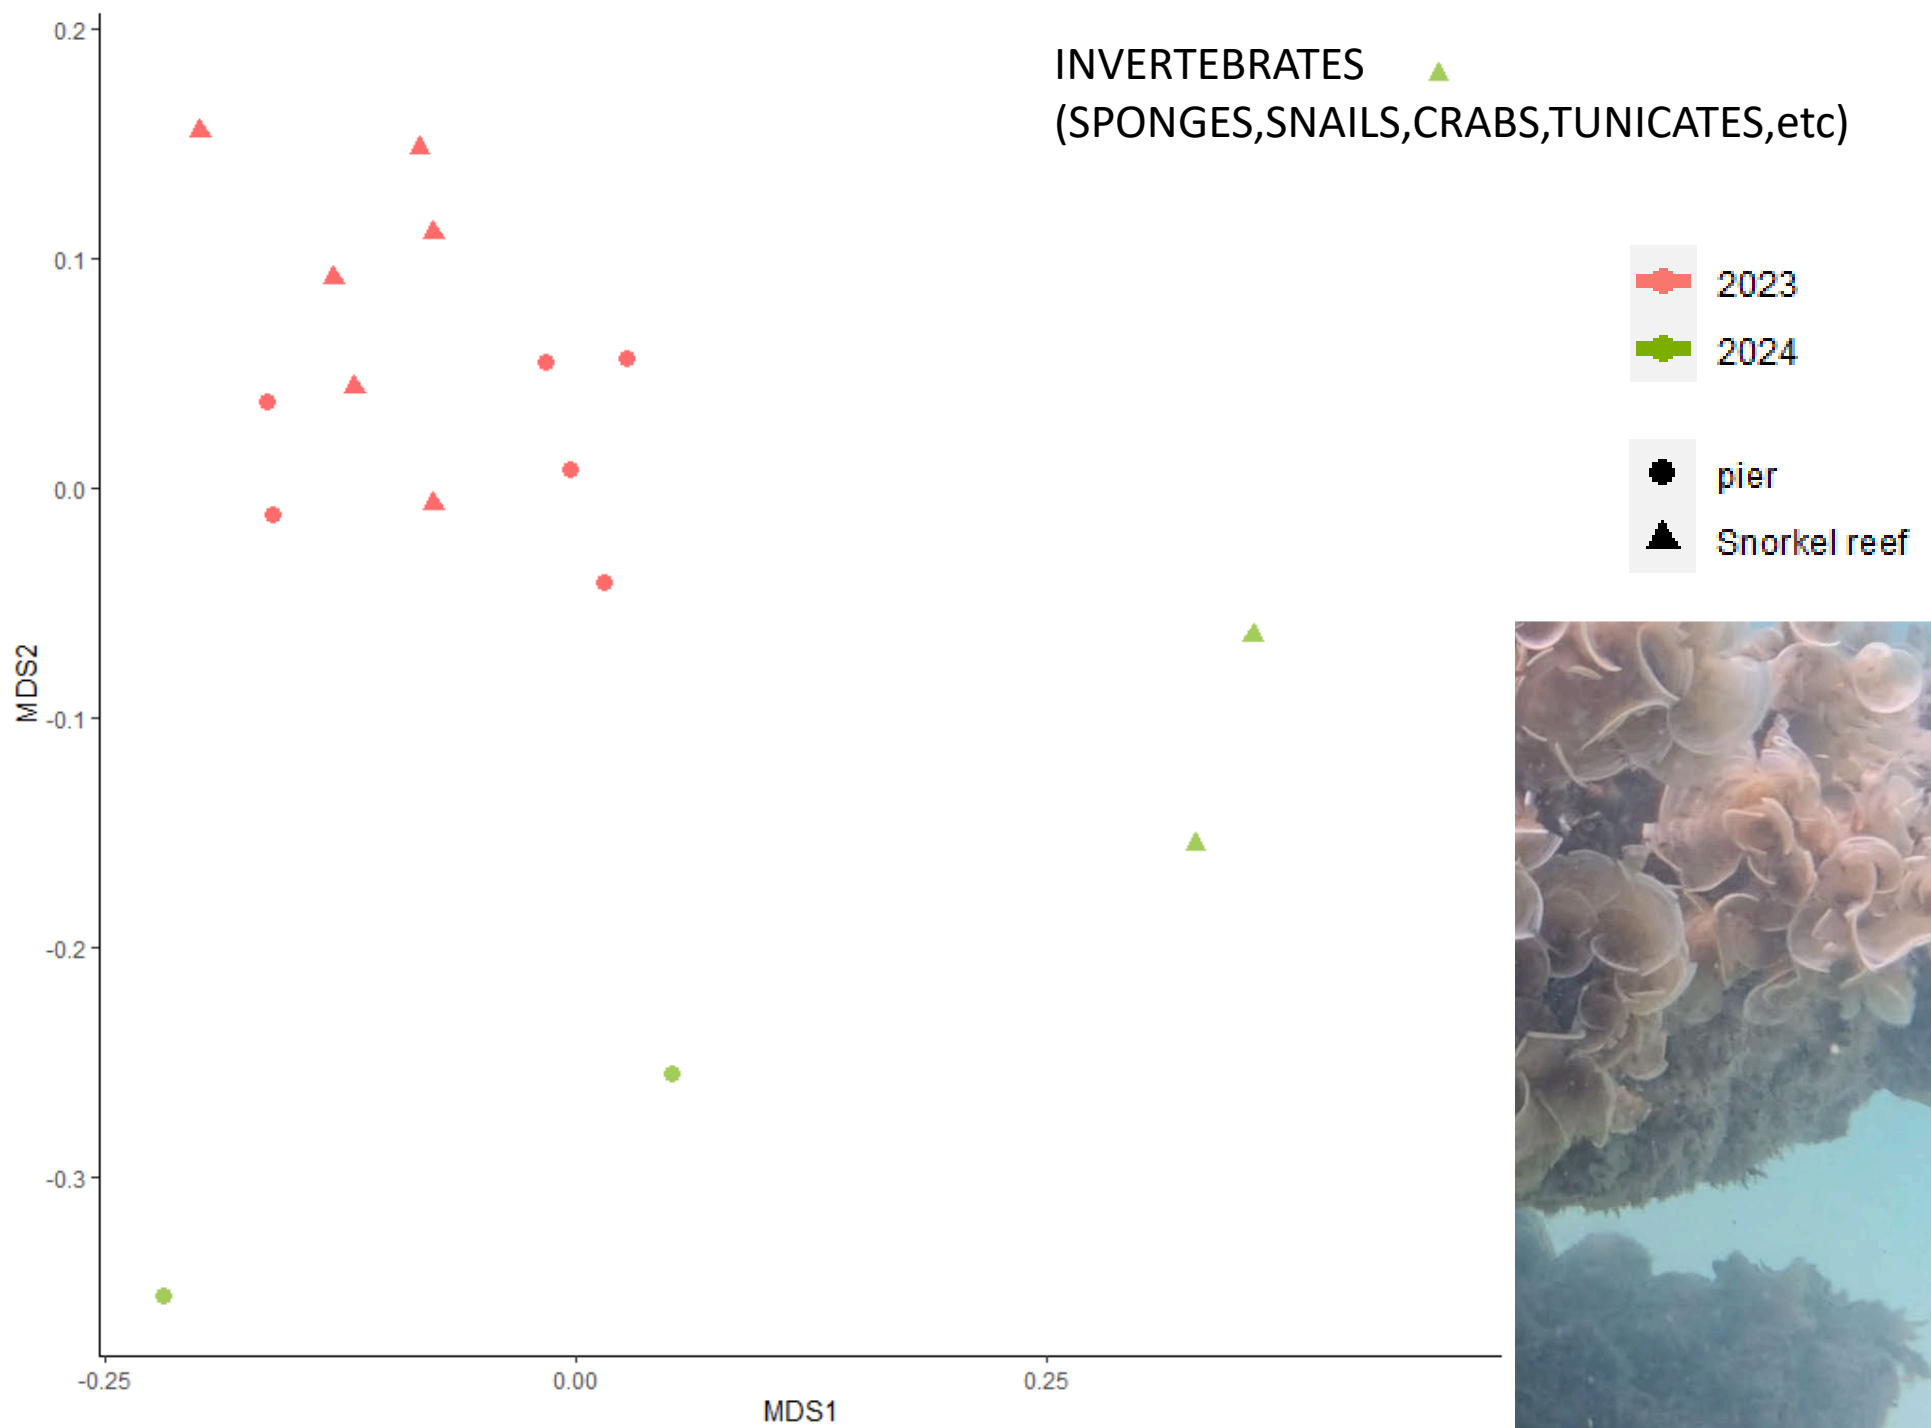 INVERTEBRATES
(SPONGES,SNAILS,CRABS,TUNICATES,etc)
2023
2024
pier
Snorkel reef
0.2
0.1
0.0
-0.1
-0.2
-0.3
MDS2
-0.25
0.00
0.25
MDS1